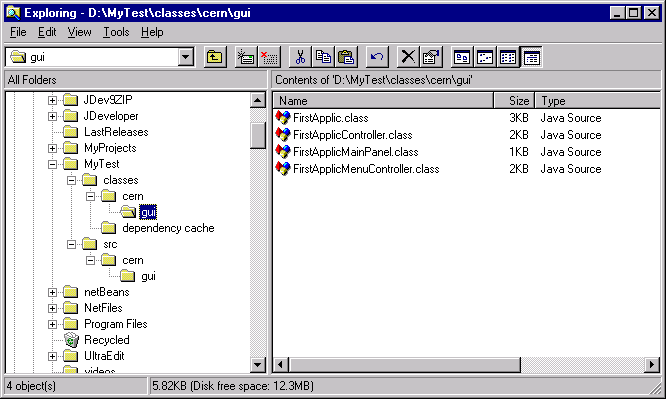 Exploring - D:\MyTest\classes\cern\gui
File Edit View Tools Help
gui
All Folders
Contents of 'D:\MyTest\classes\cern\gui'
JDev9ZIP
JDeveloper
LastReleases
MyProjects
MyTest
classes
cern
gui
dependency cache
src
cern
gui
netBeans
NetFiles
Program Files
Recycled
UltraEdit
videos
Name Size Type
FirstApplic.class 3KB Java Source
FirstApplicController.class 2KB Java Source
FirstApplicMainPanel.class 1KB Java Source
FirstApplicMenuController.class 2KB Java Source
4 object(s) 5.82KB (Disk free space: 12.3MB)